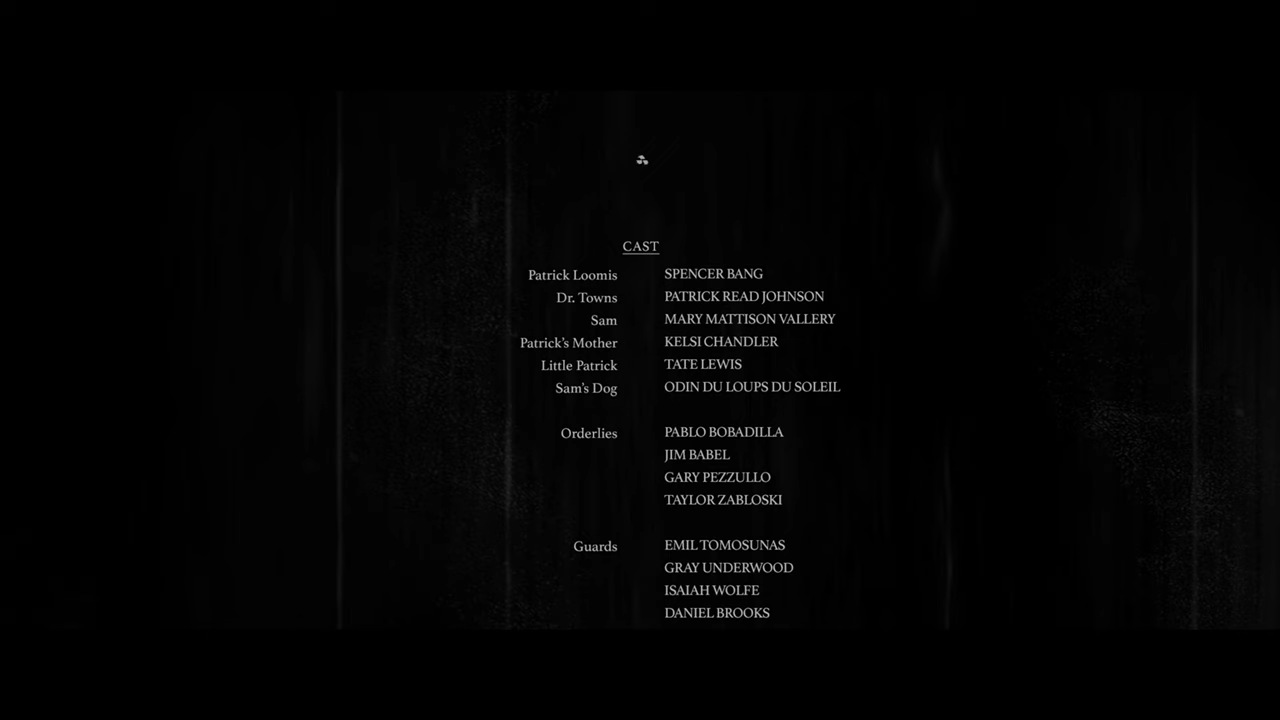 CAST
Patrick Loomis SPENCER BANG
Dr. Towns PATRICK READ JOHNSON
Sam MARY MATTISON VALLERY
Patrick's Mother KELSI CHANDLER
Little Patrick TATE LEWIS
Sam's Dog ODIN DU LOUPS DU SOLEIL
Orderlies PABLO BOBADILLA
JIM BABEL
GARY PEZZULLO
TAYLOR ZABLOSKI
Guards EMIL TOMOSUNAS
GRAY UNDERWOOD
ISAIAH WOLFE
DANIEL BROOKS